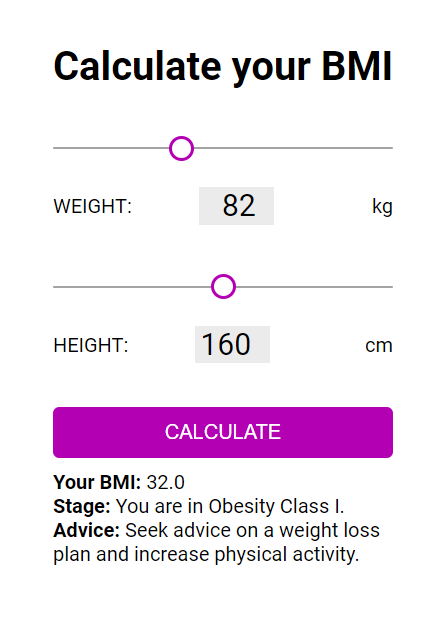 Calculate your BMI
WEIGHT: 82 kg
HEIGHT: 160 cm
CALCULATE
Your BMI: 32.0
Stage: You are in Obesity Class I.
Advice: Seek advice on a weight loss
plan and increase physical activity.